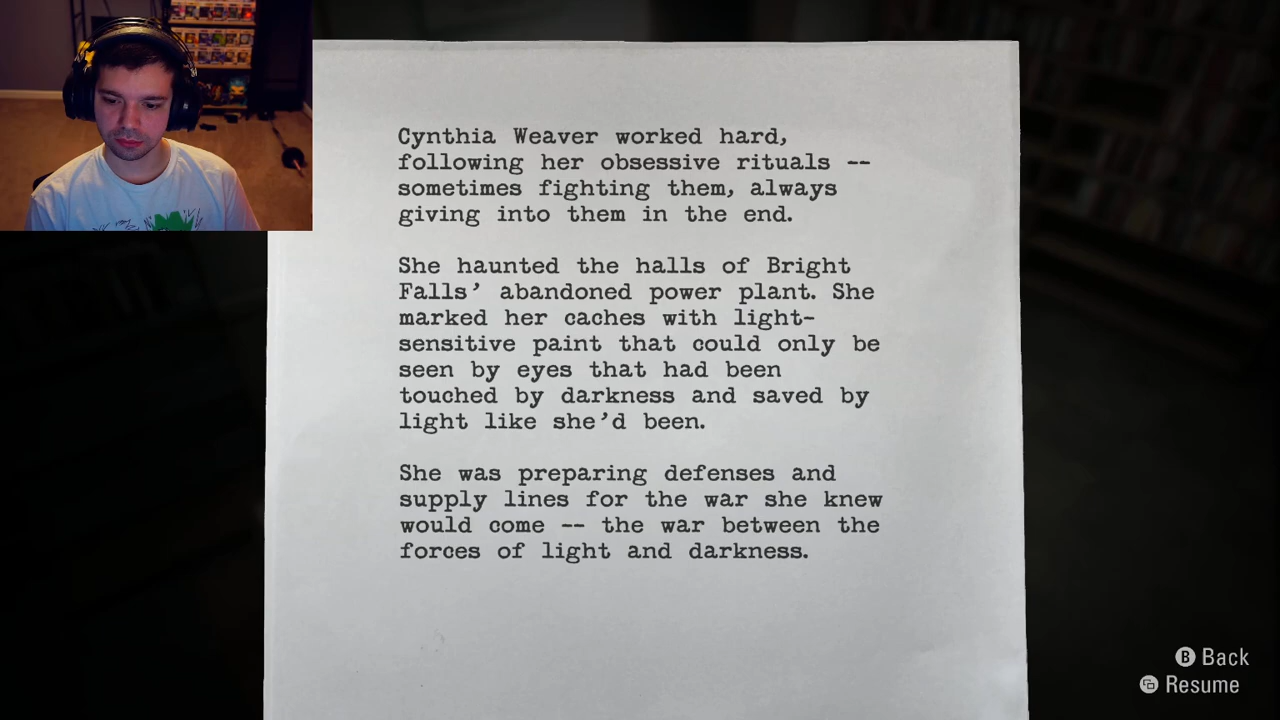 Cynthia Weaver worked hard,
following her obsessive rituals --
sometimes fighting them, always
giving into them in the end.
She haunted the halls of Bright
Falls’ abandoned power plant. She
marked her caches with light-
sensitive paint that could only be
seen by eyes that had been
touched by darkness and saved by
light like she’d been.
She was preparing defenses and
supply lines for the war she knew
would come -- the war between the
forces of light and darkness.
B Back
Resume